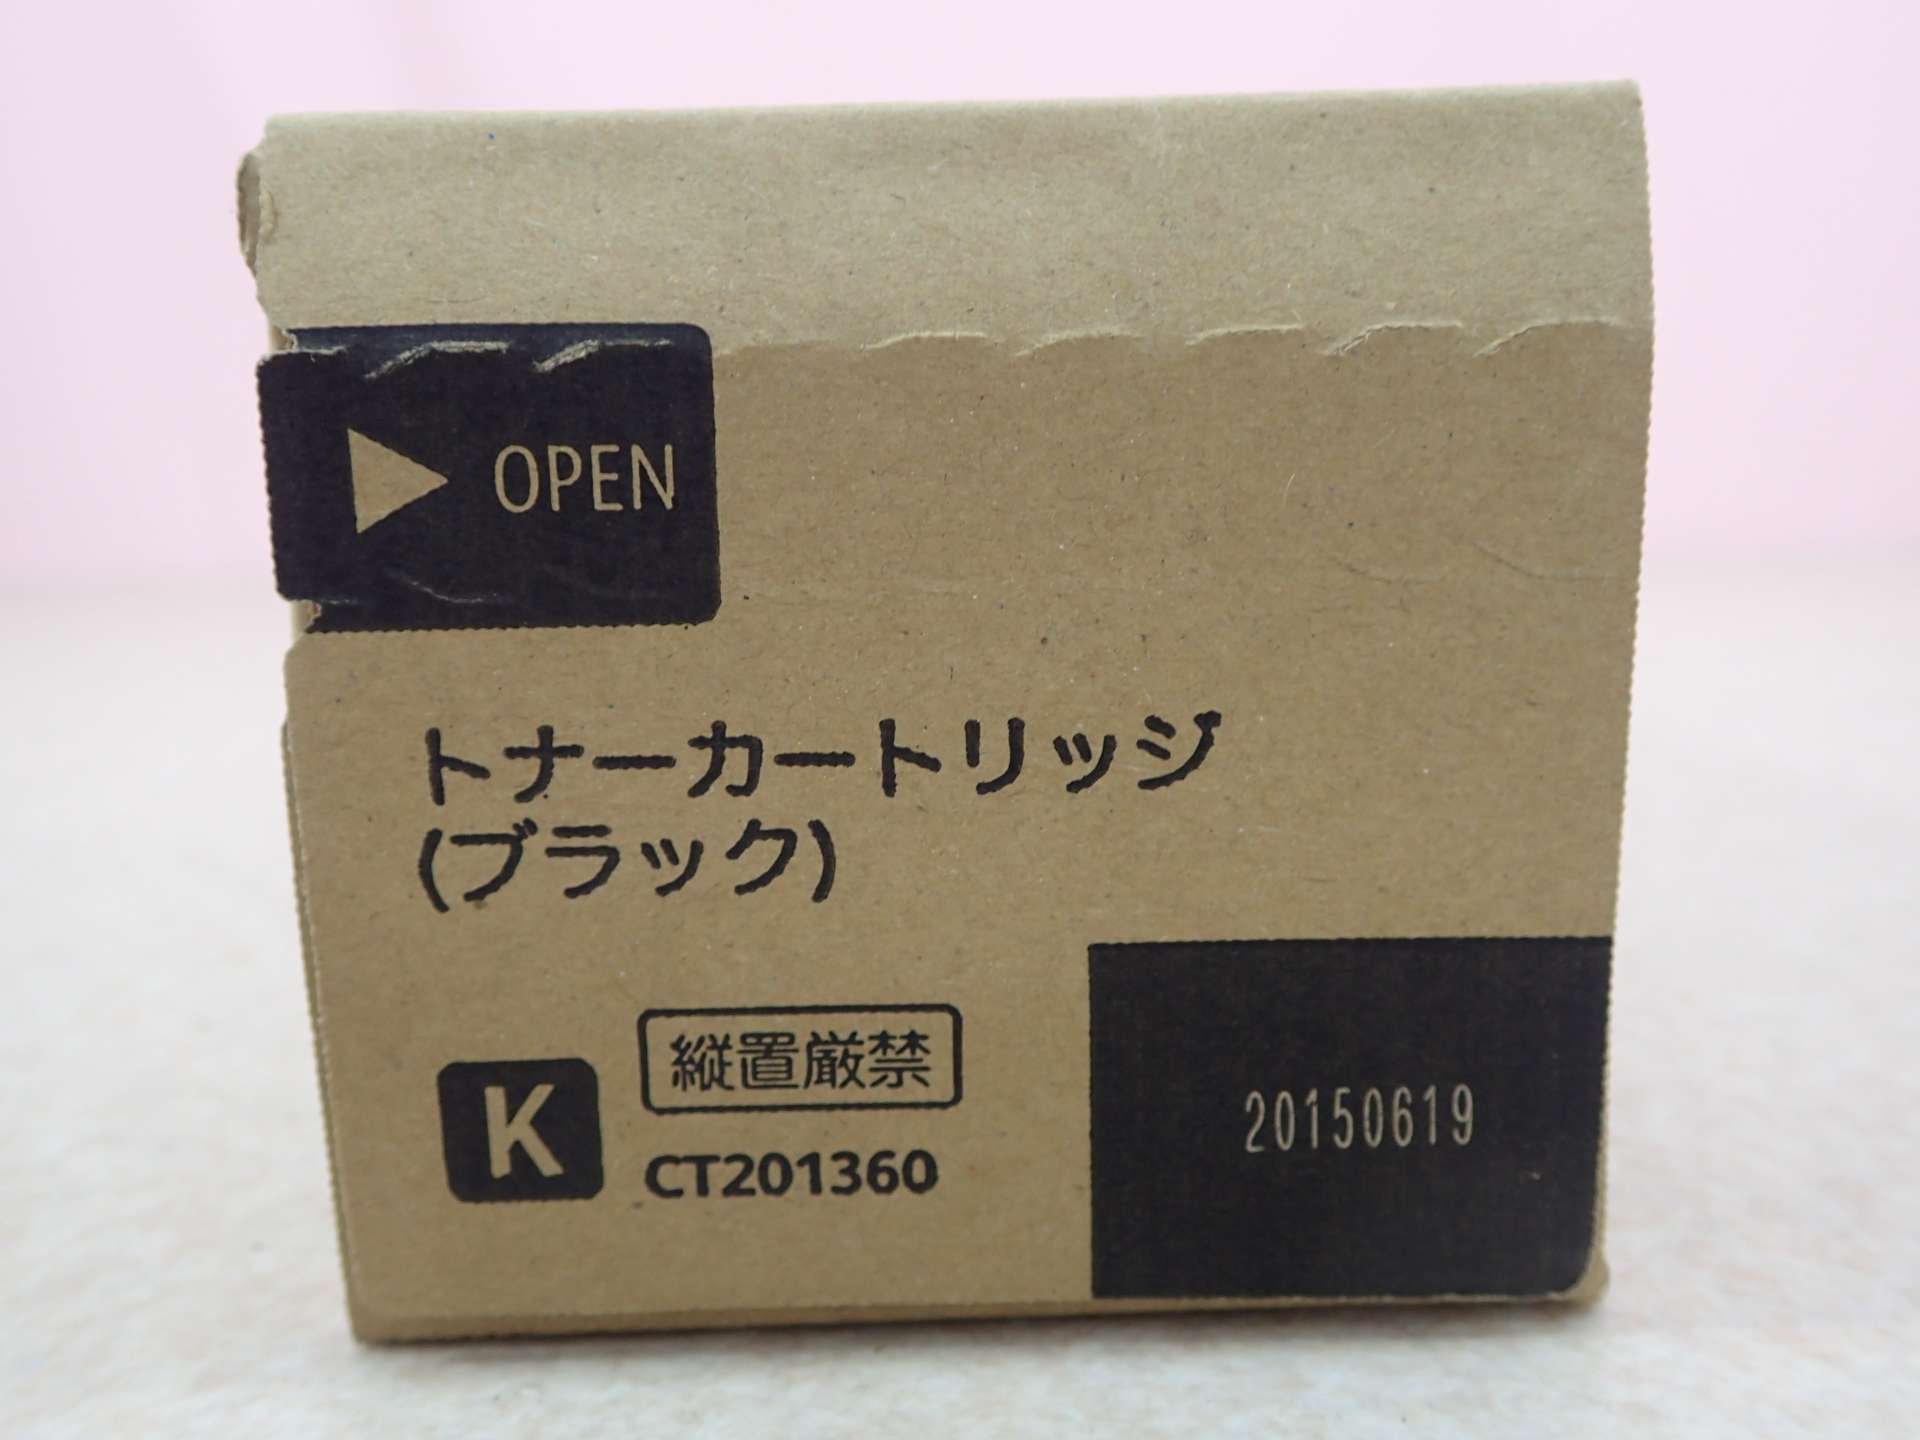 ▶ OPEN
トナーカートリッジ
(ブラック)
縦置厳禁
K
CT201360
20150619